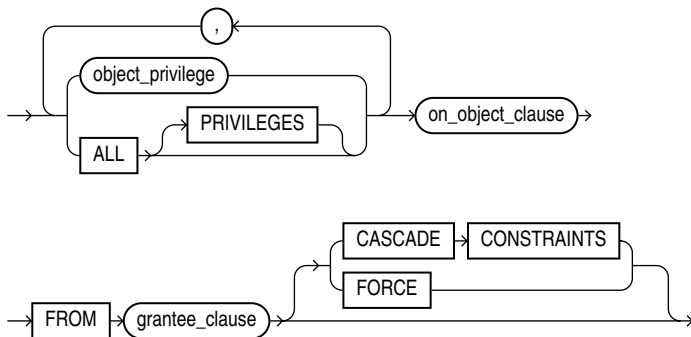 ,
object_privilege
ALL PRIVILEGES
on_object_clause
CASCADE CONSTRAINTS
FORCE
FROM grantee_clause